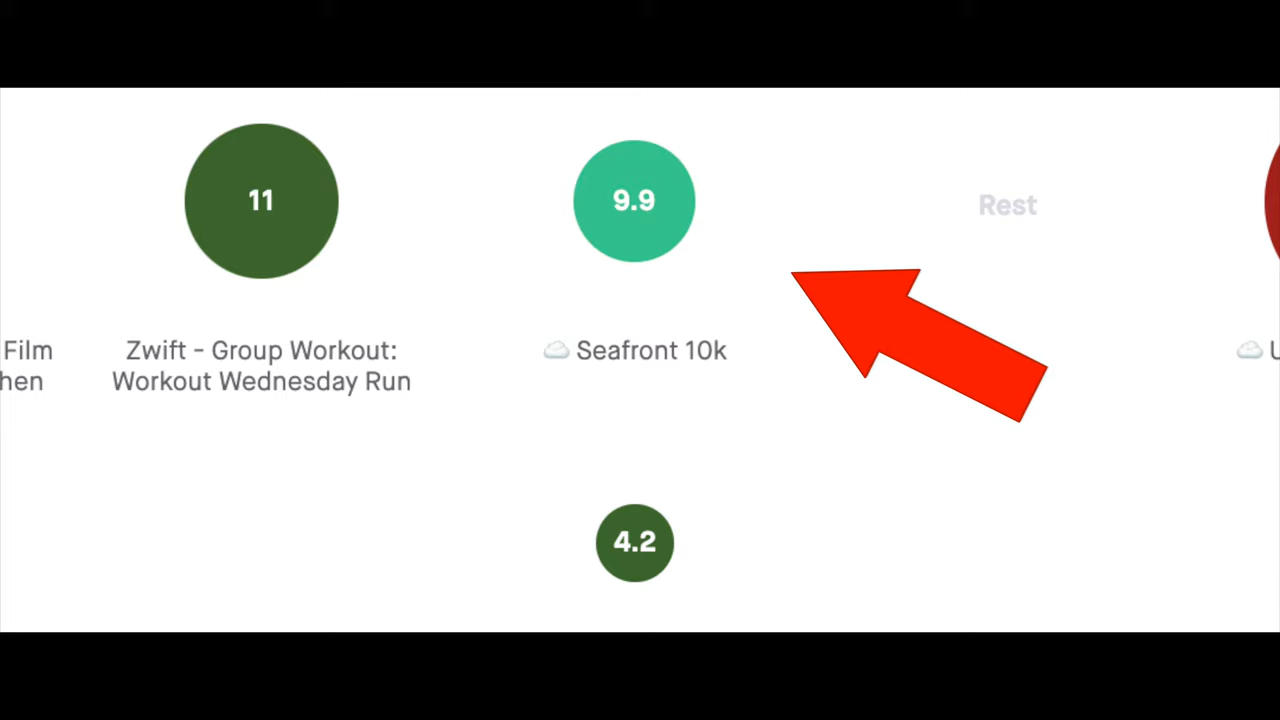 11
9.9
Rest
Film
hen
Zwift - Group Workout:
Workout Wednesday Run
☁️ Seafront 10k
☁️ U
4.2